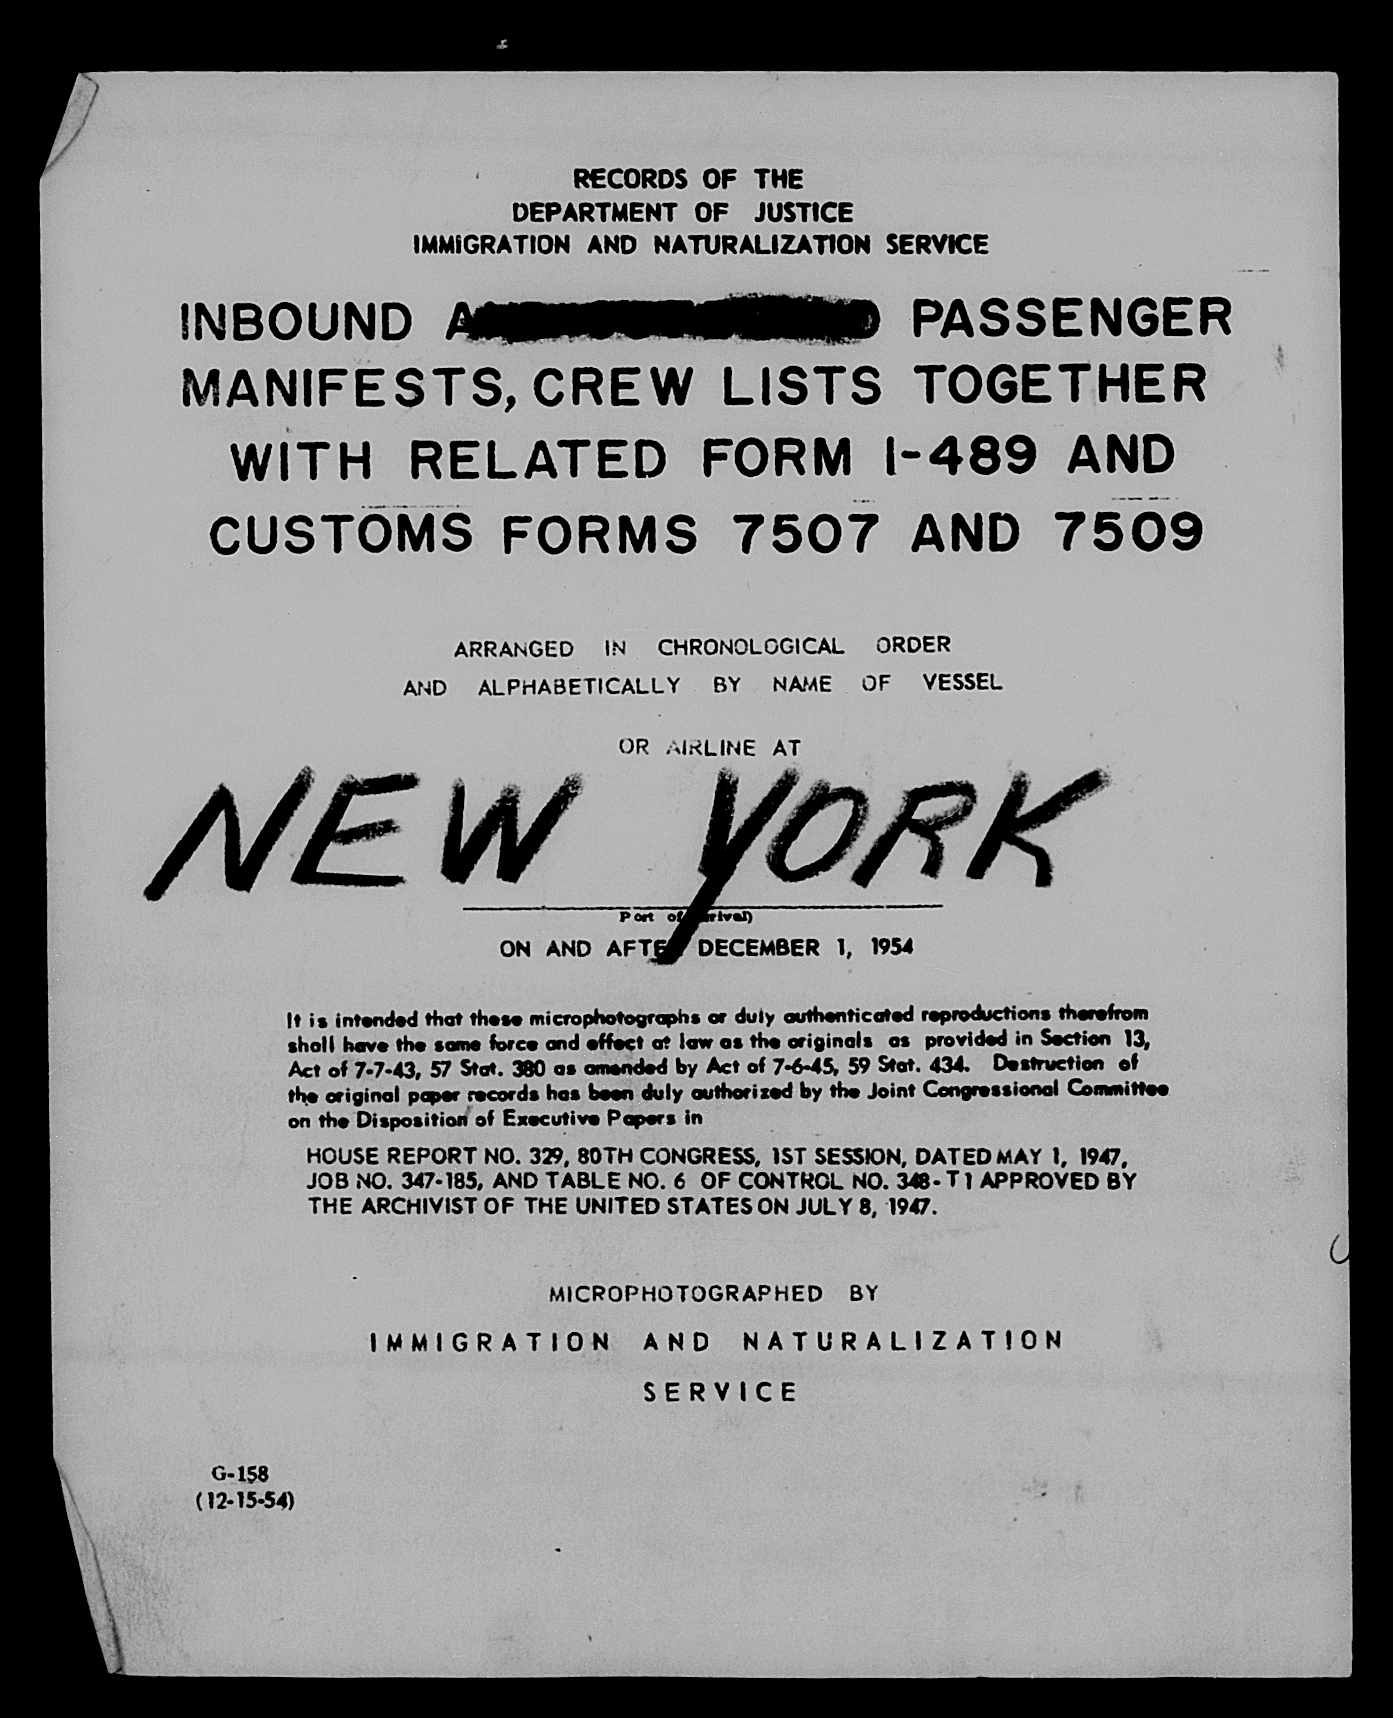 RECORDS OF THE
DEPARTMENT OF JUSTICE
IMMIGRATION AND NATURALIZATION SERVICE
INBOUND PASSENGER
MANIFESTS, CREW LISTS TOGETHER
WITH RELATED FORM I-489 AND
CUSTOMS FORMS 7507 AND 7509
ARRANGED IN CHRONOLOGICAL ORDER
AND ALPHABETICALLY BY NAME OF VESSEL
OR AIRLINE AT
NEW YORK
Port of
ON AND AFTE DECEMBER 1, 1954
It is intended that these microphotographs or duly authenticated reproductions therefrom
shall have the same force and effect at law as the originals as provided in Section 13,
Act of 7-7-43, 57 Stat. 380 as amended by Act of 7-6-45, 59 Stat. 434. Destruction of
the original paper records has been duly authorized by the Joint Congressional Committee
on the Disposition of Executive Papers in
HOUSE REPORT NO. 329, 80TH CONGRESS, 1ST SESSION, DATED MAY 1, 1947,
JOB NO. 347-185, AND TABLE NO. 6 OF CONTROL NO. 348-T1 APPROVED BY
THE ARCHIVIST OF THE UNITED STATES ON JULY 8, 1947.
MICROPHOTOGRAPHED BY
IMMIGRATION AND NATURALIZATION
SERVICE
G-158
(12-15-54)